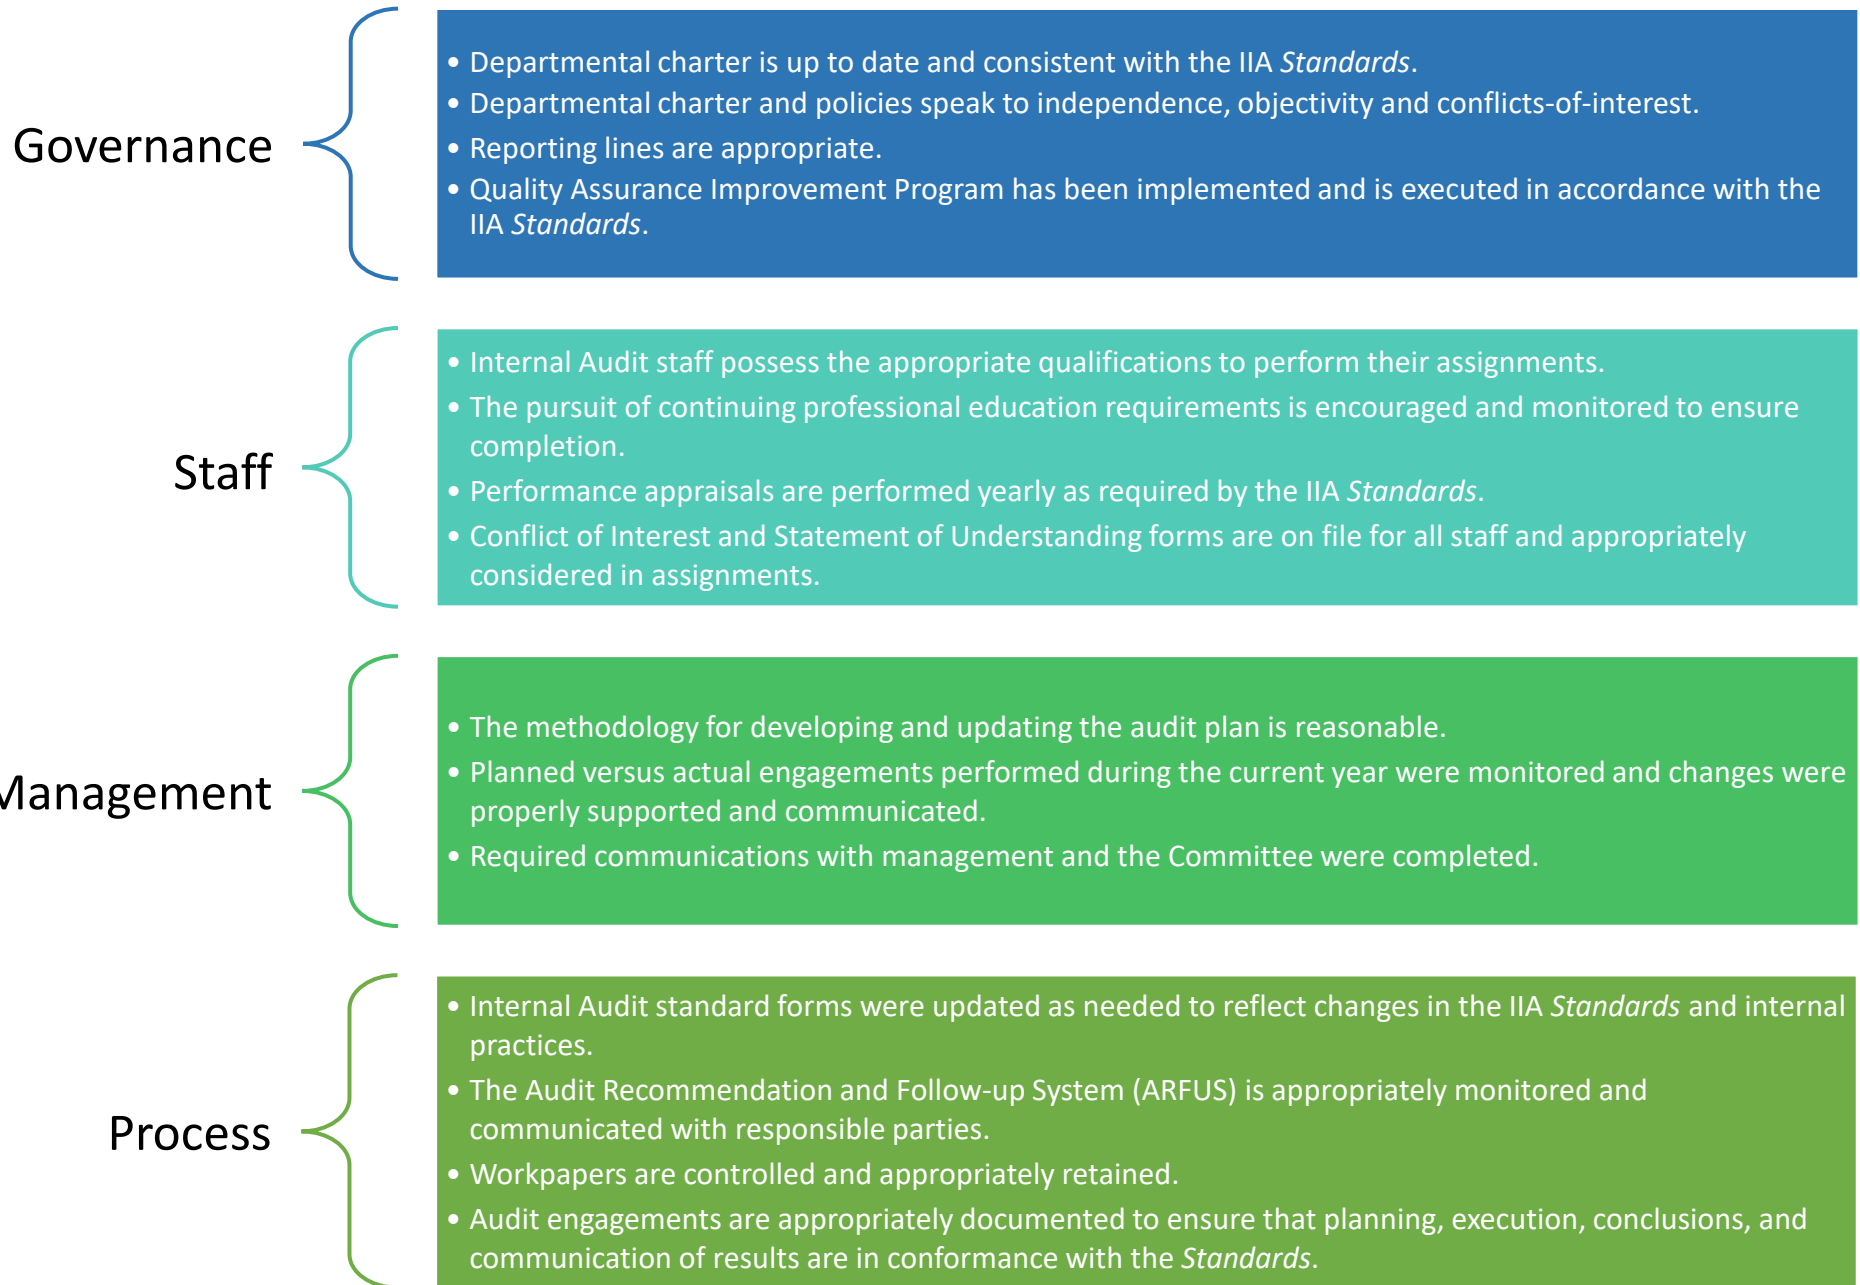 Governance
• Departmental charter is up to date and consistent with the IIA Standards.
• Departmental charter and policies speak to independence, objectivity and conflicts-of-interest.
• Reporting lines are appropriate.
• Quality Assurance Improvement Program has been implemented and is executed in accordance with the
IIA Standards.
Staff
• Internal Audit staff possess the appropriate qualifications to perform their assignments.
• The pursuit of continuing professional education requirements is encouraged and monitored to ensure
completion.
• Performance appraisals are performed yearly as required by the IIA Standards.
• Conflict of Interest and Statement of Understanding forms are on file for all staff and appropriately
considered in assignments.
Management
• The methodology for developing and updating the audit plan is reasonable.
• Planned versus actual engagements performed during the current year were monitored and changes were
properly supported and communicated.
• Required communications with management and the Committee were completed.
Process
• Internal Audit standard forms were updated as needed to reflect changes in the IIA Standards and internal
practices.
• The Audit Recommendation and Follow-up System (ARFUS) is appropriately monitored and
communicated with responsible parties.
• Workpapers are controlled and appropriately retained.
• Audit engagements are appropriately documented to ensure that planning, execution, conclusions, and
communication of results are in conformance with the Standards.